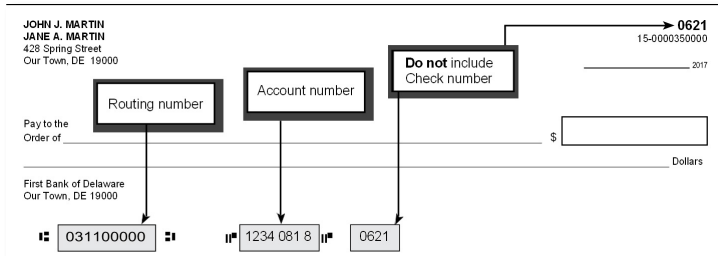 JOHN J. MARTIN
JANE A. MARTIN
428 Spring Street
Our Town, DE 19000
0621
15-0000350000
2017
Do not include
Check number
Account number
Routing number
Pay to the
Order of
$
Dollars
First Bank of Delaware
Our Town, DE 19000
⑆ 031100000 ⑆ ⑈ 1234 081 8 ⑈ 0621